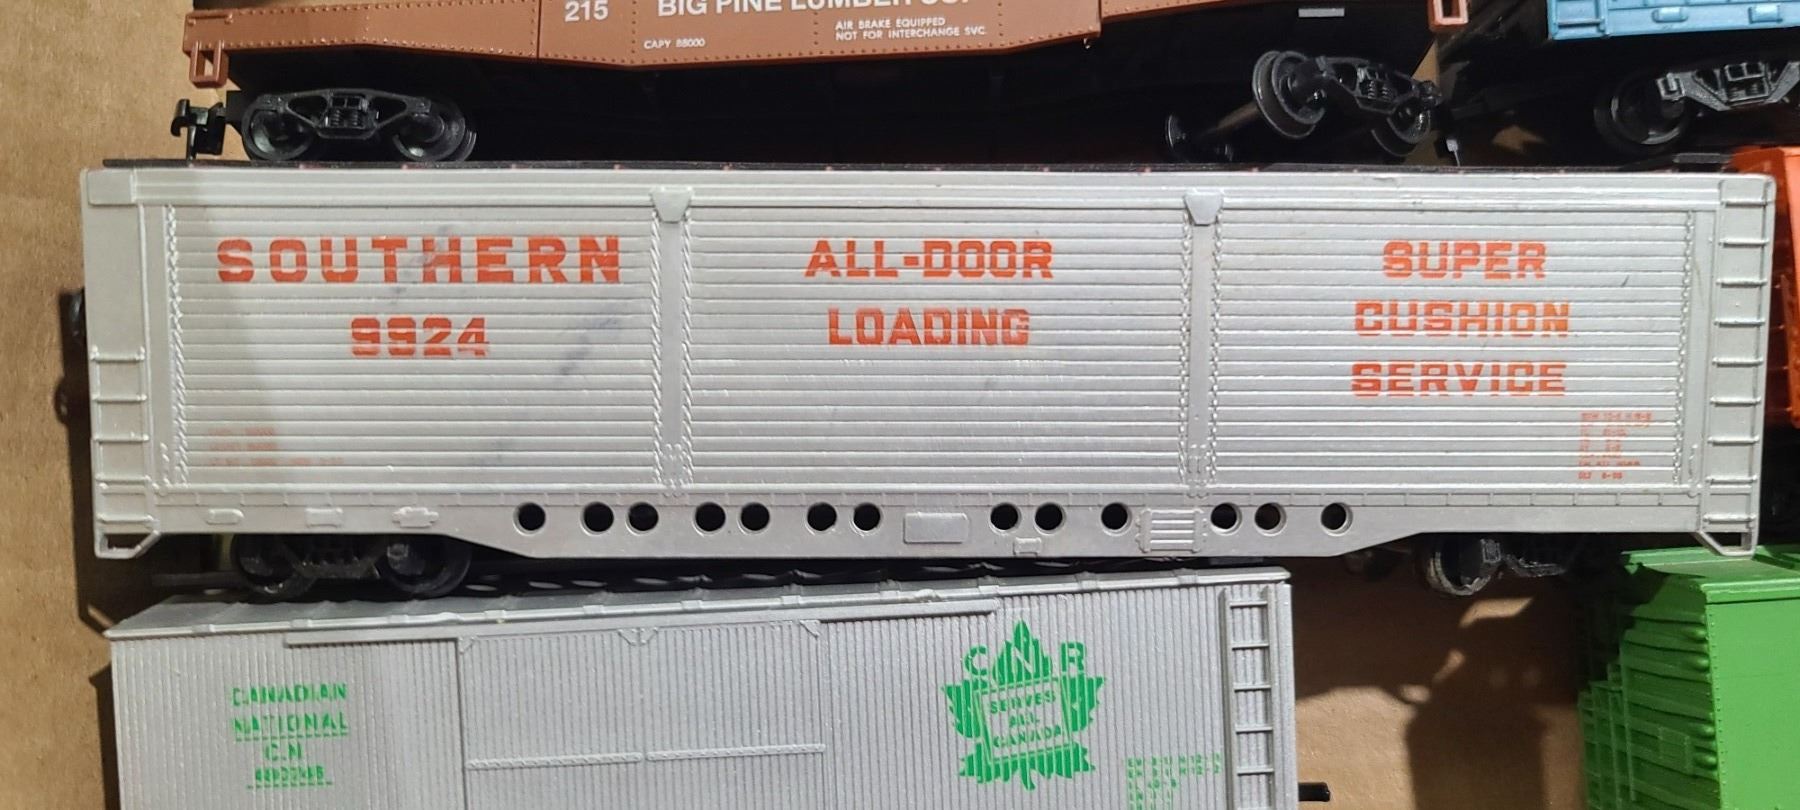 215 BIG PINE LUMBER CO.
AIR BRAKE EQUIPPED
NOT FOR INTERCHANGE SVC.
CAPY 88000
SOUTHERN
9924
ALL-DOOR
LOADING
SUPER
CUSHION
SERVICE
CANADIAN
NATIONAL
C.N.
CNR
SERVES
ALL
CANADA